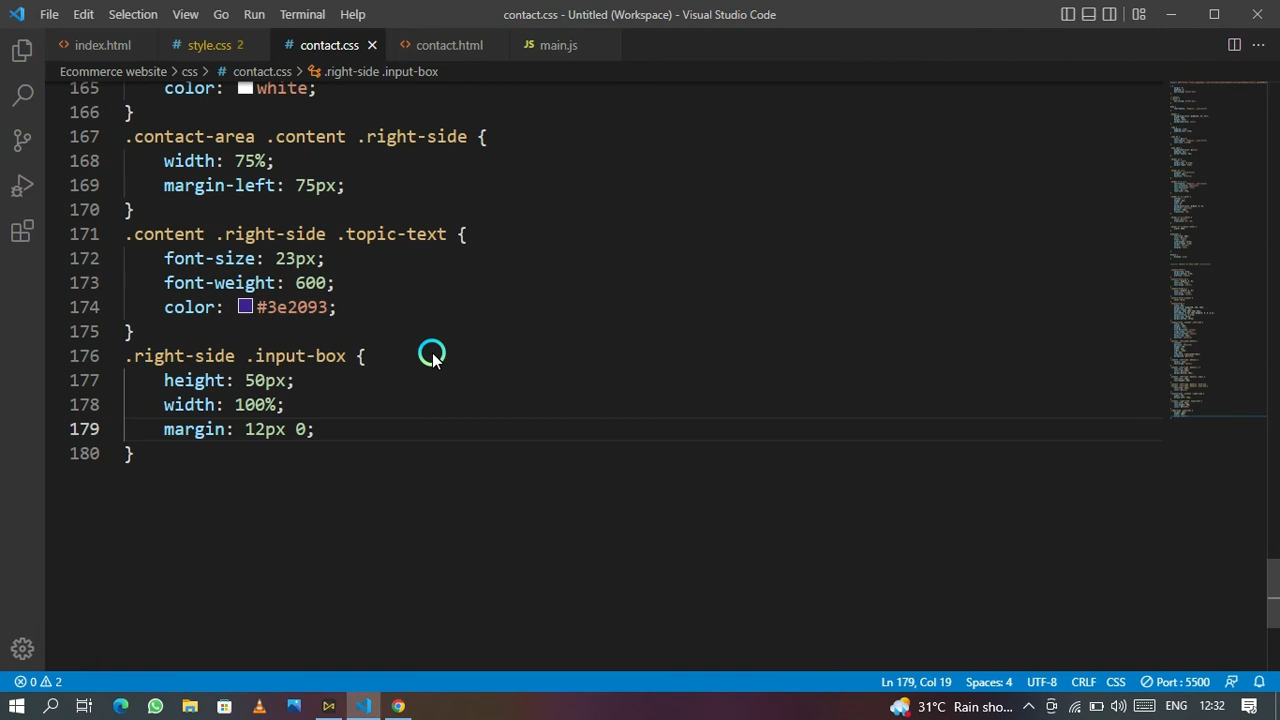 File Edit Selection View Go Run Terminal Help contact.css - Untitled (Workspace) - Visual Studio Code
index.html style.css 2 contact.css contact.html main.js
Ecommerce website > css > contact.css > .right-side .input-box
165 color: white;
166 }
167 .contact-area .content .right-side {
168 width: 75%;
169 margin-left: 75px;
170 }
171 .content .right-side .topic-text {
172 font-size: 23px;
173 font-weight: 600;
174 color: #3e2093;
175 }
176 .right-side .input-box {
177 height: 50px;
178 width: 100%;
179 margin: 12px 0;
180 }
0 2 Ln 179, Col 19 Spaces: 4 UTF-8 CRLF CSS Port : 5500
31°C Rain sho... ENG 12:32